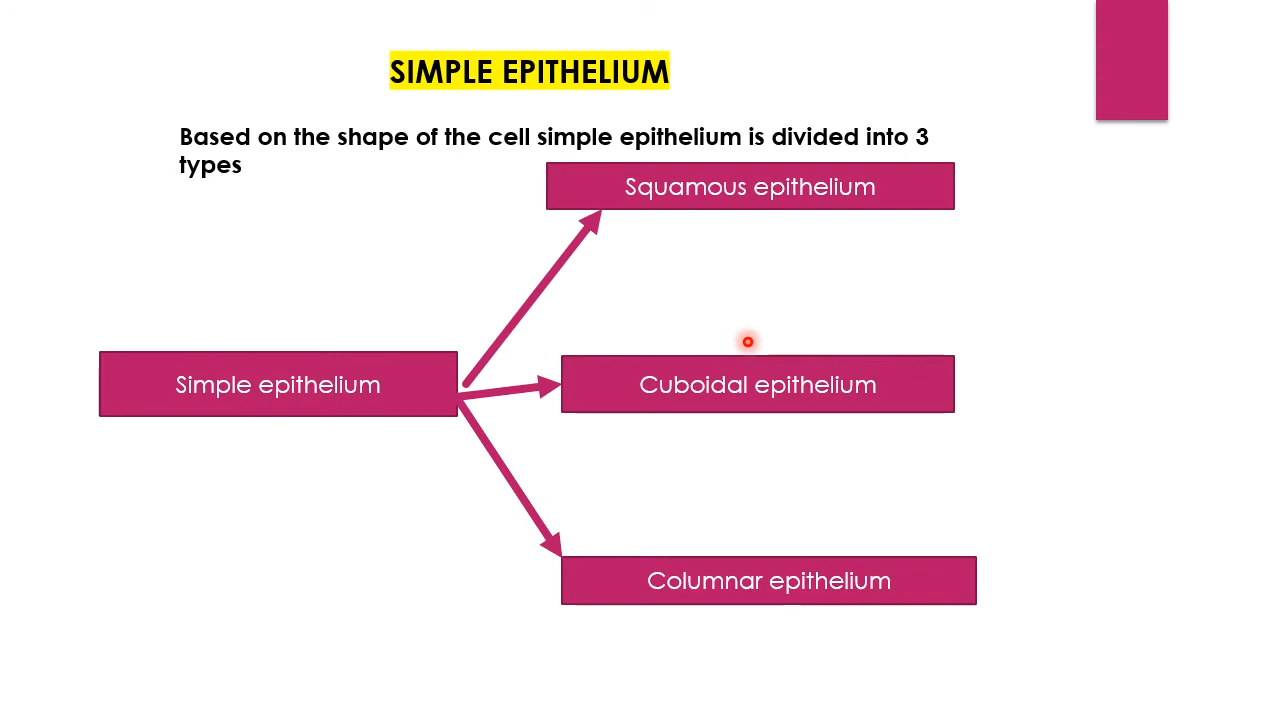 SIMPLE EPITHELIUM
Based on the shape of the cell simple epithelium is divided into 3
types
Squamous epithelium
Simple epithelium
Cuboidal epithelium
Columnar epithelium